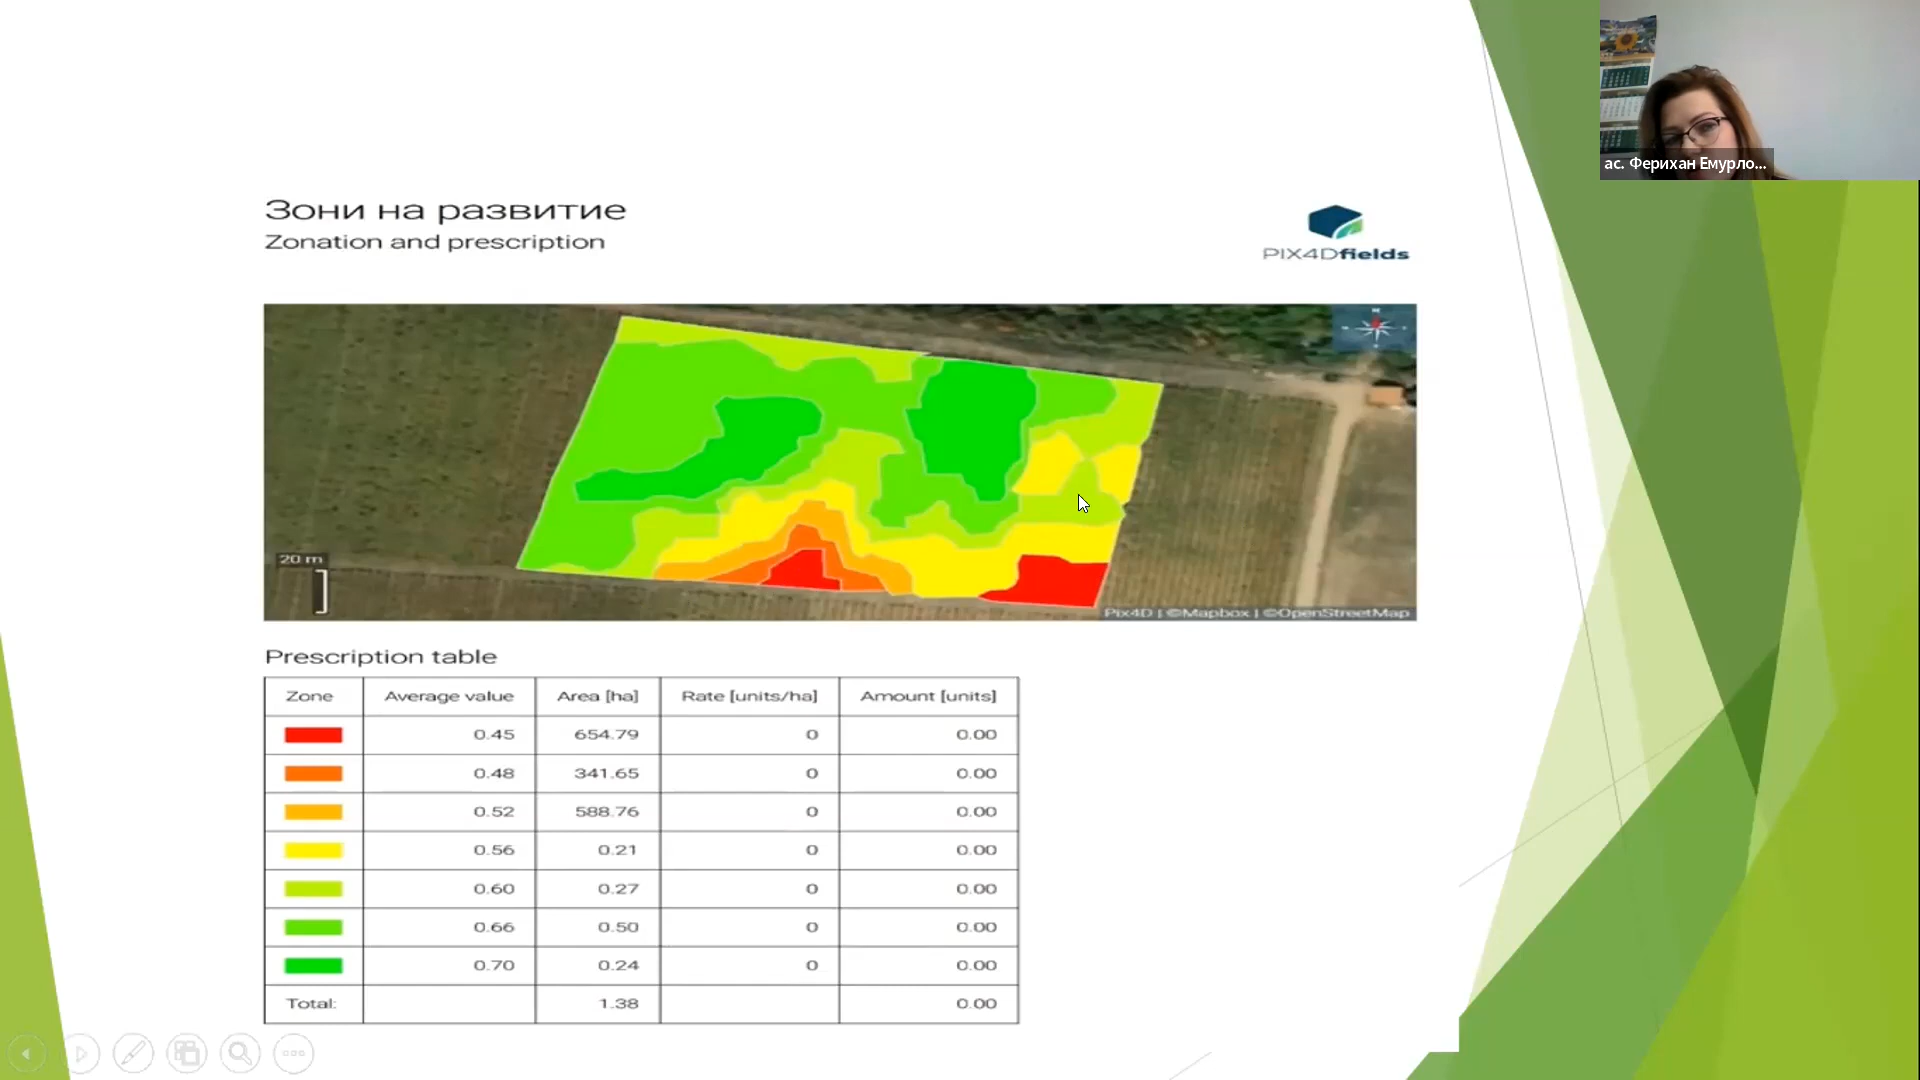 ас. Ферихан Емурло...
Зони на развитие
Zonation and prescription
PIX4Dfields
N
20 m
Pix4D | ©Mapbox | ©OpenStreetMap
Prescription table
Zone Average value Area [ha] Rate [units/ha] Amount [units]
0.45 654.79 0 0.00
0.48 341.65 0 0.00
0.52 588.76 0 0.00
0.56 0.21 0 0.00
0.60 0.27 0 0.00
0.66 0.50 0 0.00
0.70 0.24 0 0.00
Total: 1.38 0.00